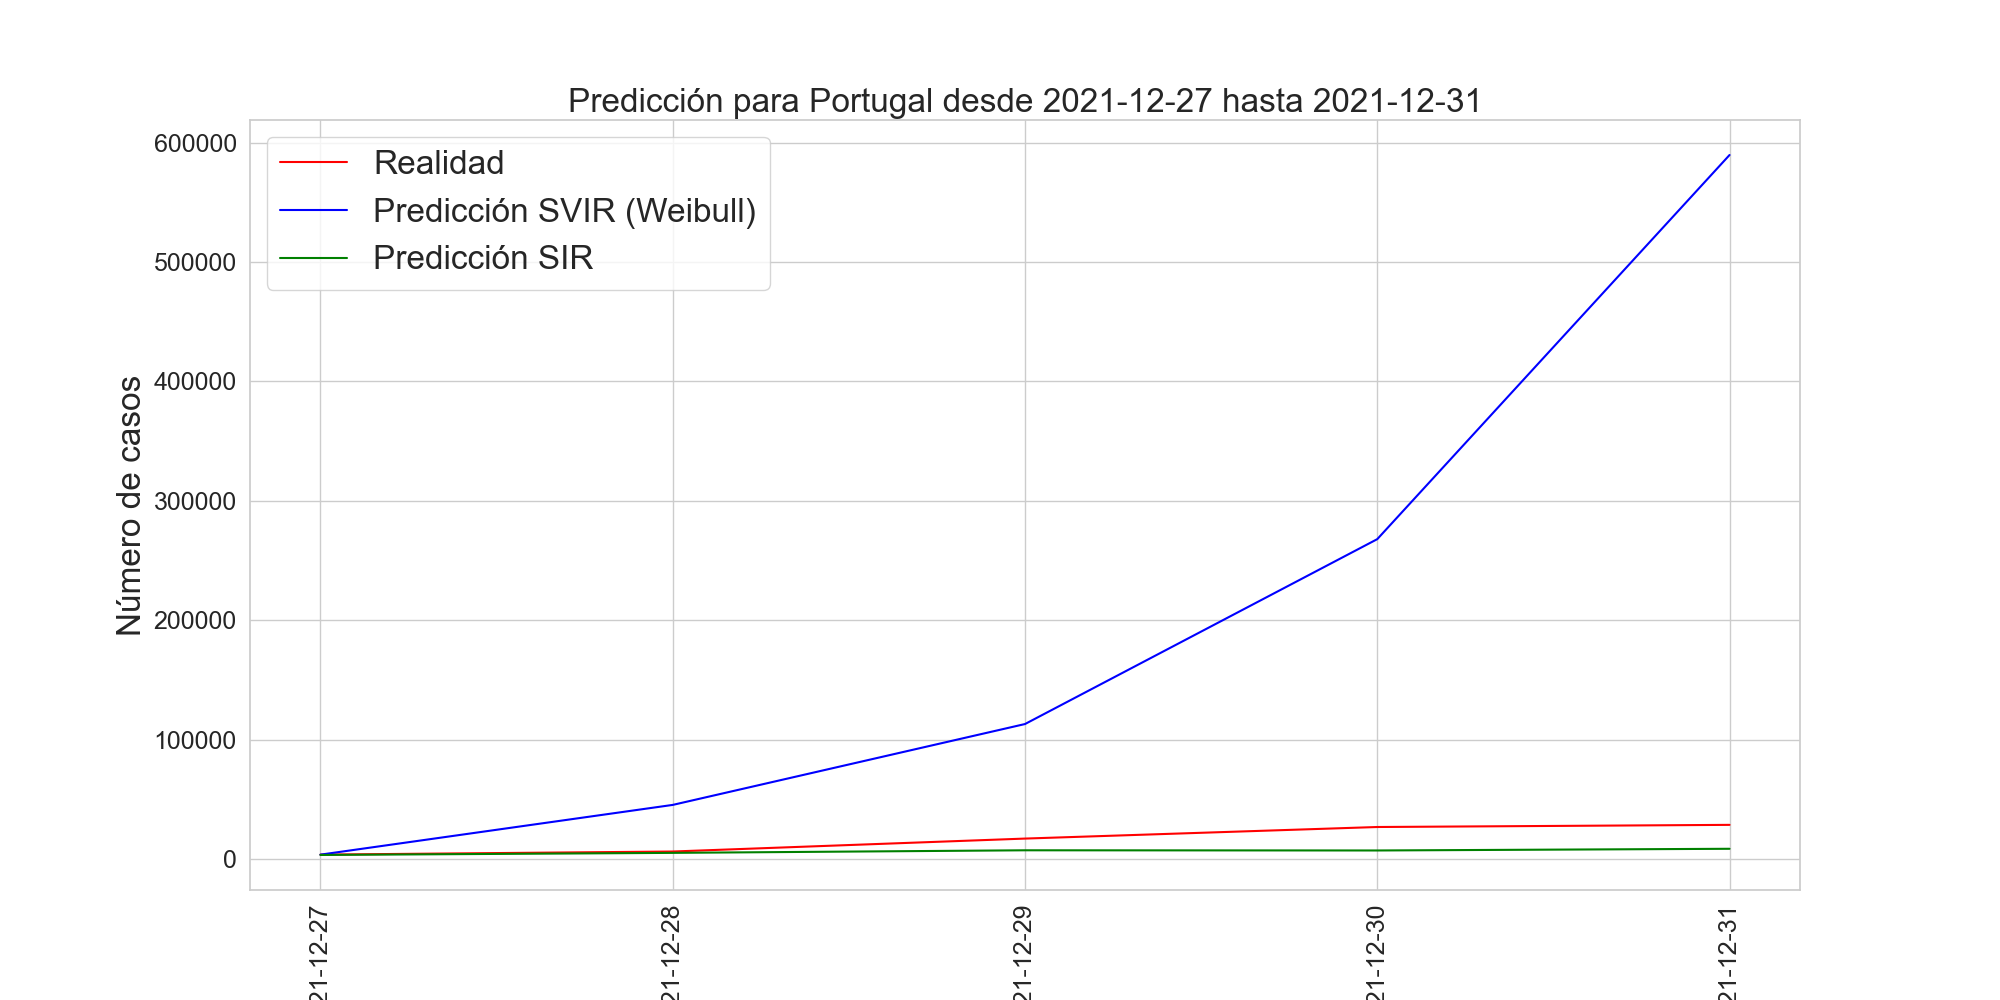 Predicción para Portugal desde 2021-12-27 hasta 2021-12-31
Realidad
Predicción SVIR (Weibull)
Predicción SIR
Número de casos
600000
500000
400000
300000
200000
100000
0
21-12-27
21-12-28
21-12-29
21-12-30
21-12-31